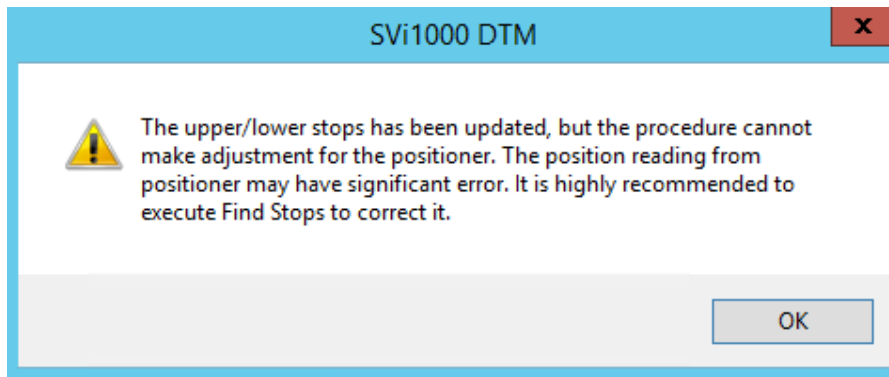 SVi1000 DTM
x
The upper/lower stops has been updated, but the procedure cannot
make adjustment for the positioner. The position reading from
positioner may have significant error. It is highly recommended to
execute Find Stops to correct it.
OK